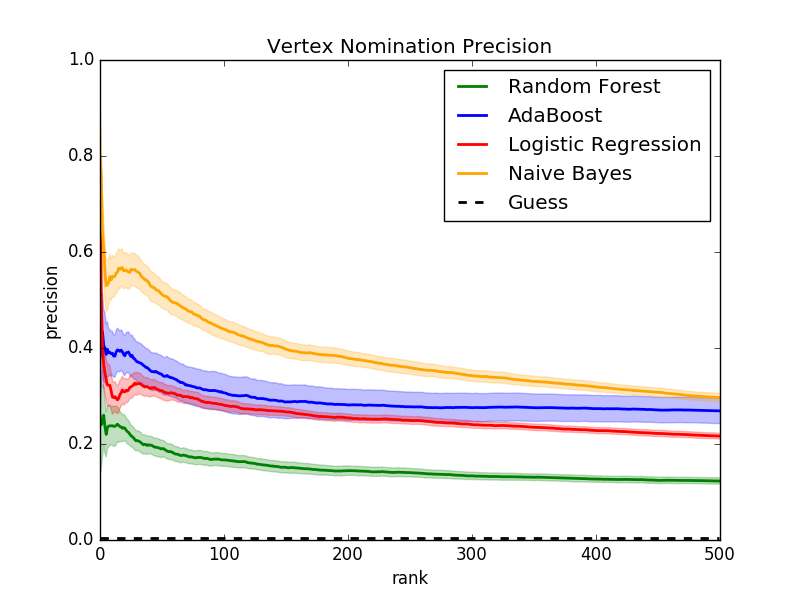 Vertex Nomination Precision
1.0
0.8
0.6
0.4
0.2
0.0
precision
Random Forest
AdaBoost
Logistic Regression
Naive Bayes
Guess
0 100 200 300 400 500
rank